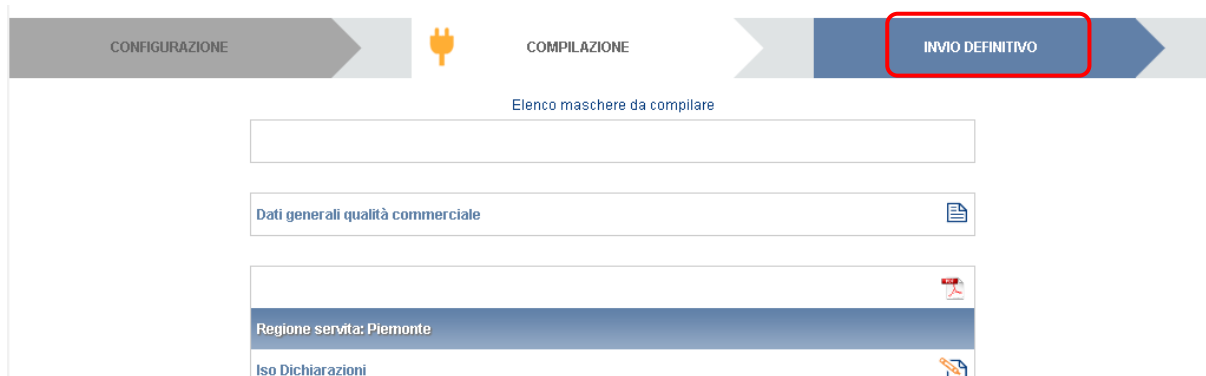 CONFIGURAZIONE
COMPILAZIONE
INVIO DEFINITIVO
Elenco maschere da compilare
Dati generali qualità commerciale
Regione servita: Piemonte
Iso Dichiarazioni